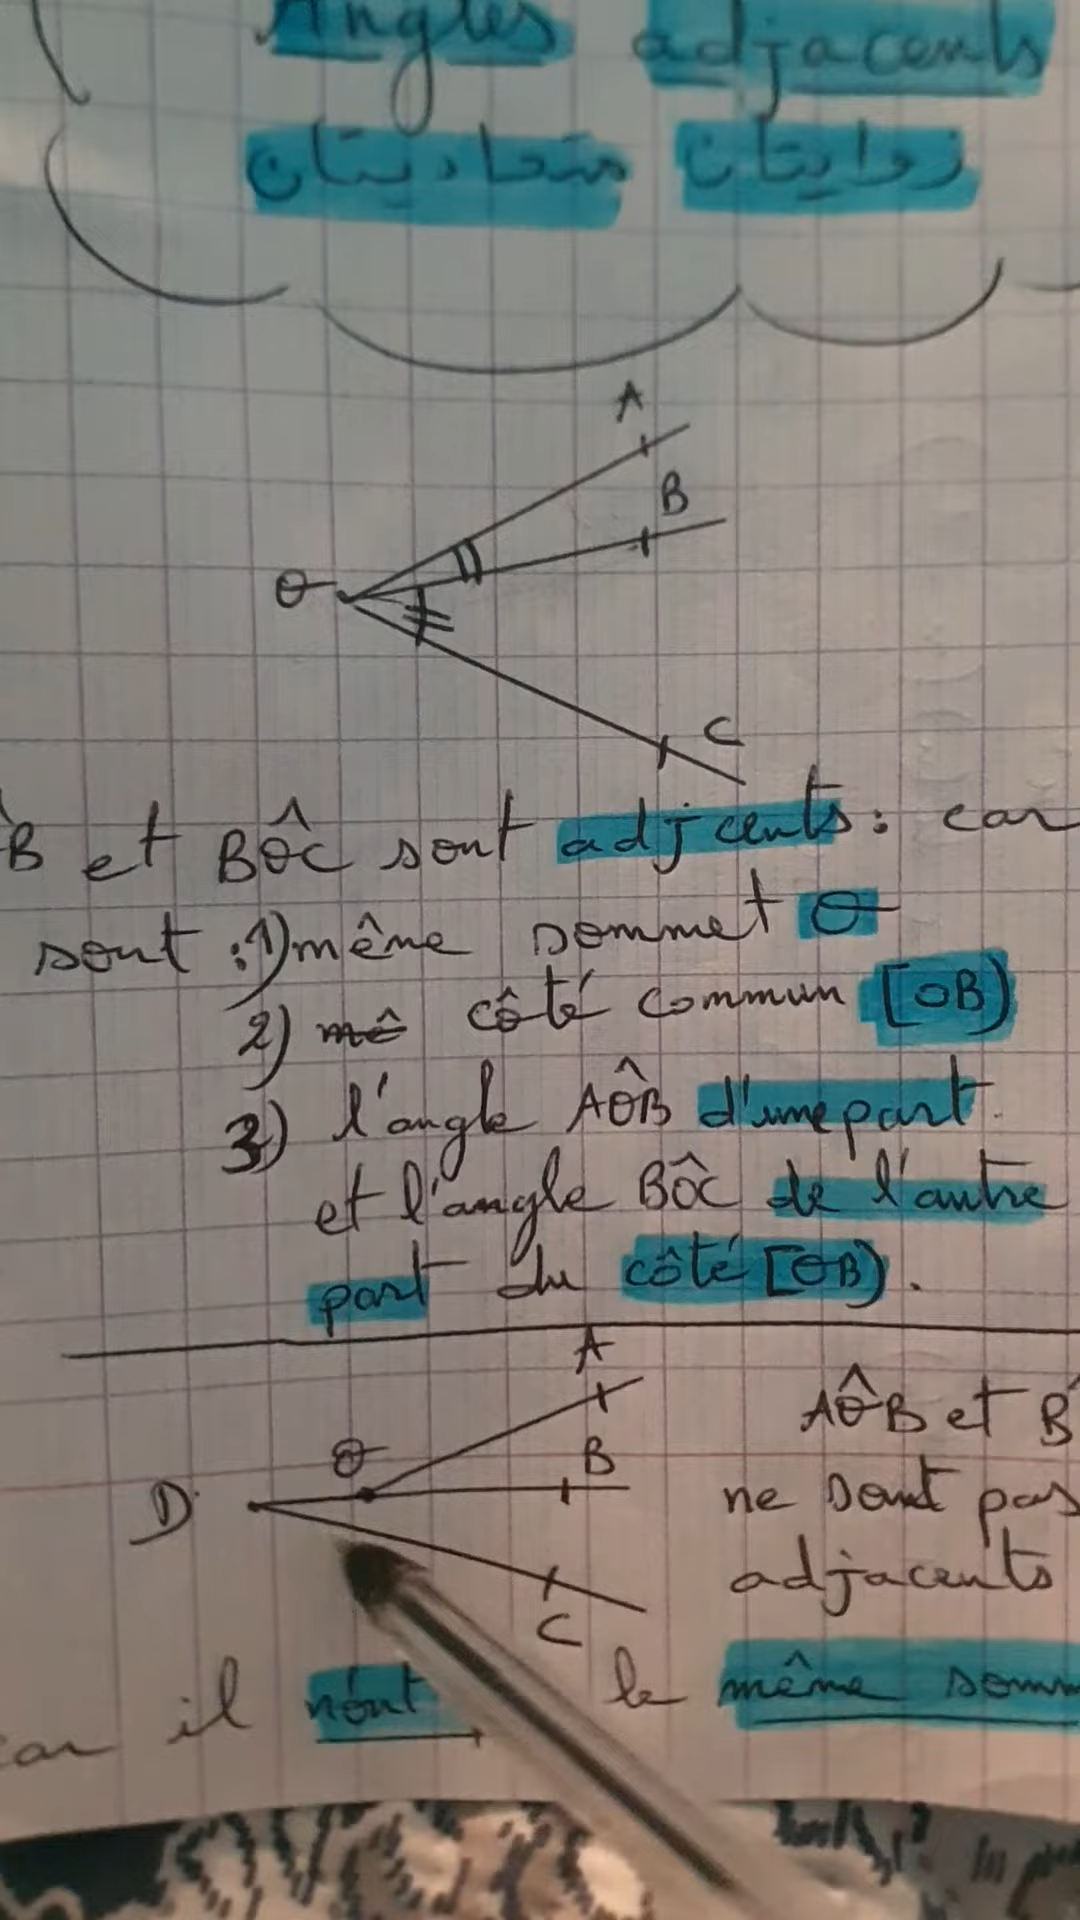 Angles adjacents
زوايتان متحاديتان
A
B
O
C
B et BÔC sont adjcents : car
sont : 1) même sommet O
2) mê côté commun [OB)
3) l'angle AÔB d'une part
et l'angle BÔC de l'autre
part du côté [OB).
A
O
B
D
C
AÔB et B
ne sont pas
adjacents
car il n'ont le même somm